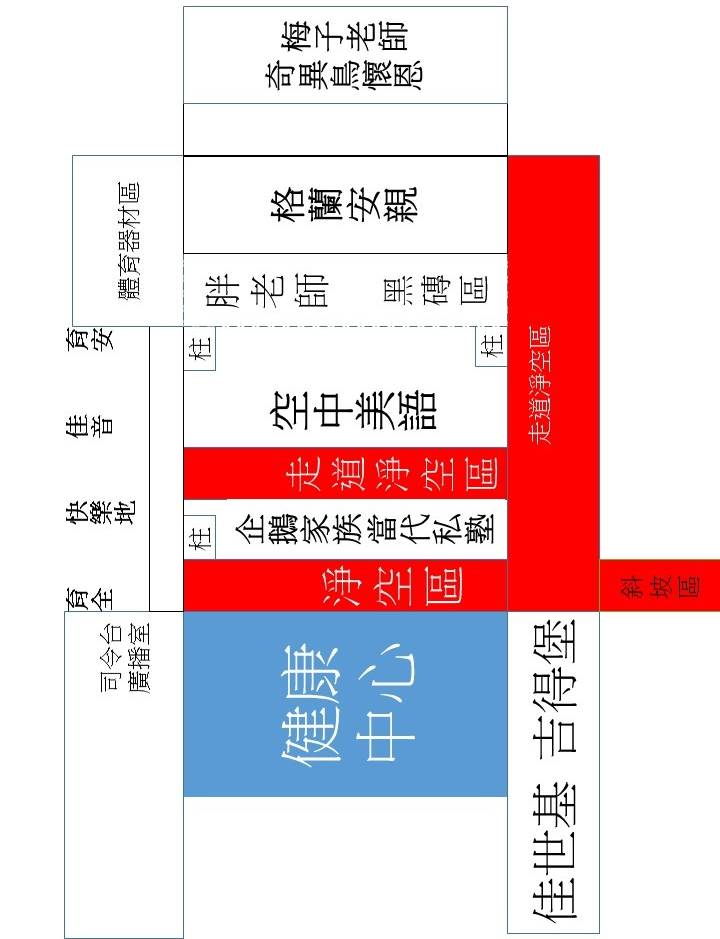 梅子老師
奇異鳥懷恩
體育器材區
格蘭安親
胖老師 黑磚區
育安
柱
柱
佳音
空中美語
走道淨空區
走道淨空區
快樂地
柱
企鵝家族當代私塾
育全
淨空區
斜坡區
司令台
廣播室
健康
中心
佳世基 吉得堡